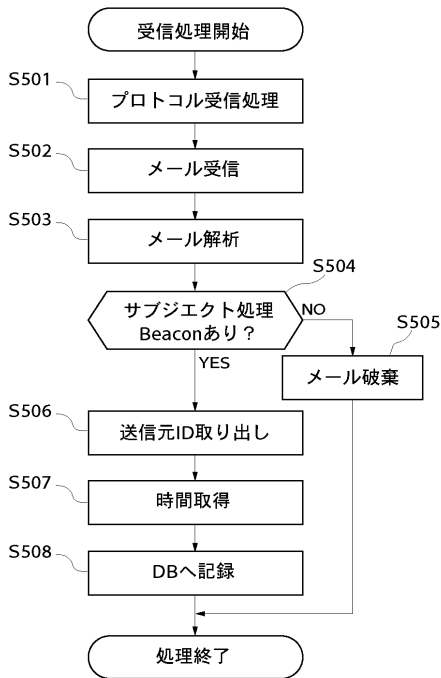 受信処理開始
S501
プロトコル受信処理
S502
メール受信
S503
メール解析
S504
サブジエクト処理
Beaconあり？
NO
YES
S505
メール破棄
S506
送信元ID取り出し
S507
時間取得
S508
DBへ記録
処理終了